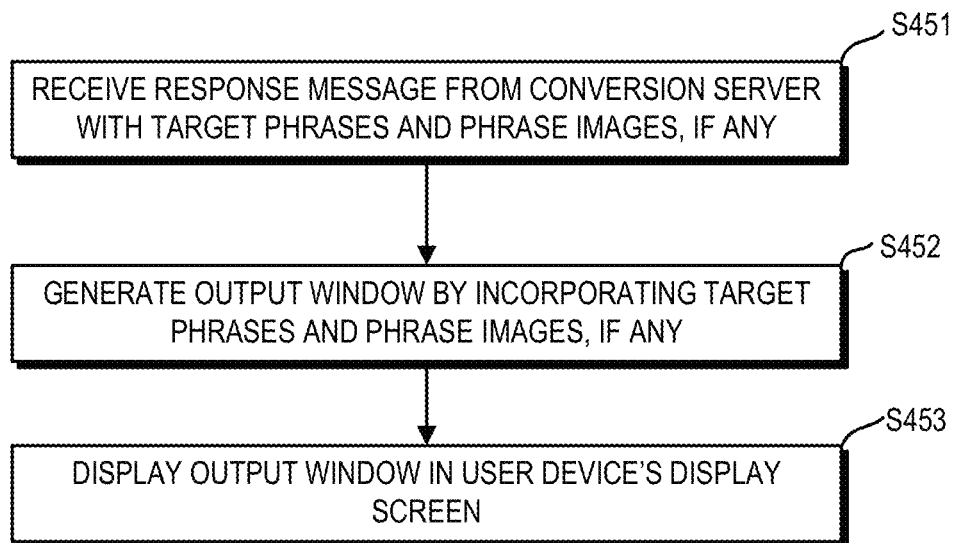 S451
RECEIVE RESPONSE MESSAGE FROM CONVERSION SERVER
WITH TARGET PHRASES AND PHRASE IMAGES, IF ANY
S452
GENERATE OUTPUT WINDOW BY INCORPORATING TARGET
PHRASES AND PHRASE IMAGES, IF ANY
S453
DISPLAY OUTPUT WINDOW IN USER DEVICE'S DISPLAY
SCREEN